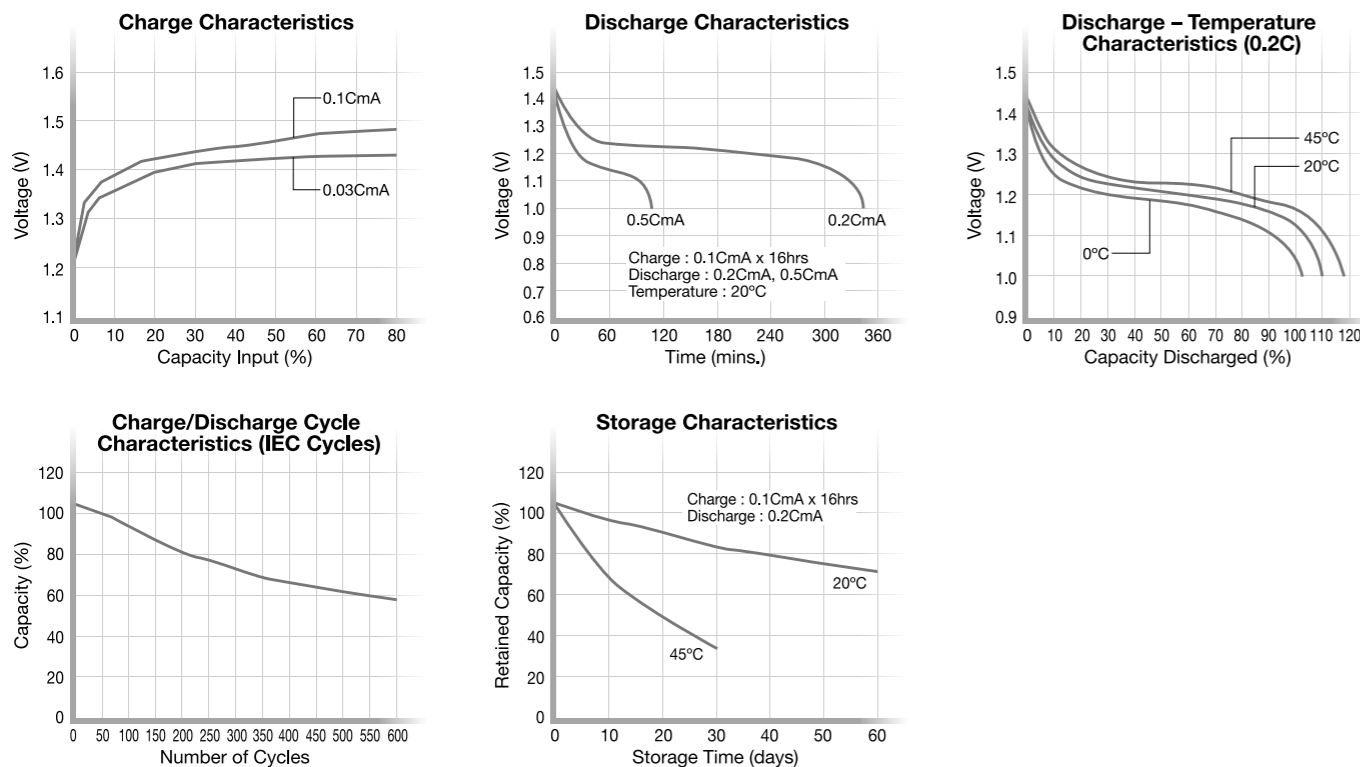 Charge Characteristics
Voltage (V)
1.6
1.5
1.4
1.3
1.2
1.1
0.1CmA
0.03CmA
0 10 20 30 40 50 60 70 80
Capacity Input (%)
Discharge Characteristics
Voltage (V)
1.5
1.4
1.3
1.2
1.1
1.0
0.9
0.8
0.7
0.6
0.5CmA
0.2CmA
Charge : 0.1CmA x 16hrs
Discharge : 0.2CmA, 0.5CmA
Temperature : 20ºC
0 60 120 180 240 300 360
Time (mins.)
Discharge – Temperature
Characteristics (0.2C)
Voltage (V)
1.5
1.4
1.3
1.2
1.1
1.0
0.9
45ºC
20ºC
0ºC
0 10 20 30 40 50 60 70 80 90 100 110 120
Capacity Discharged (%)
Charge/Discharge Cycle
Characteristics (IEC Cycles)
Capacity (%)
120
100
80
60
40
20
0
0 50 100 150 200 250 300 350 400 450 500 550 600
Number of Cycles
Storage Characteristics
Retained Capacity (%)
120
100
80
60
40
20
0
Charge : 0.1CmA x 16hrs
Discharge : 0.2CmA
20ºC
45ºC
0 10 20 30 40 50 60
Storage Time (days)